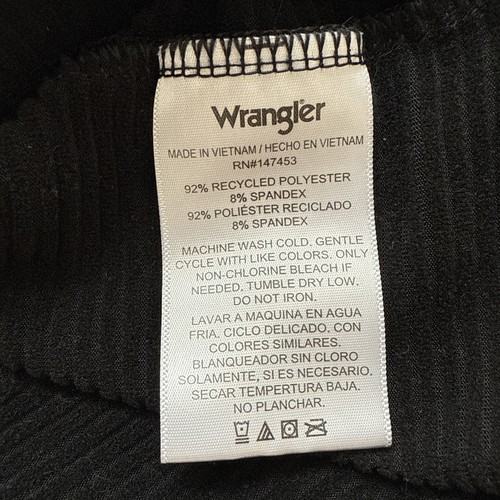 Wrangler
MADE IN VIETNAM / HECHO EN VIETNAM
RN#147453
92% RECYCLED POLYESTER
8% SPANDEX
92% POLIÉSTER RECICLADO
8% SPANDEX
MACHINE WASH COLD. GENTLE
CYCLE WITH LIKE COLORS. ONLY
NON-CHLORINE BLEACH IF
NEEDED. TUMBLE DRY LOW.
DO NOT IRON.
LAVAR A MAQUINA EN AGUA
FRIA. CICLO DELICADO. CON
COLORES SIMILARES.
BLANQUEADOR SIN CLORO
SOLAMENTE, SI ES NECESARIO.
SECAR TEMPERTURA BAJA.
NO PLANCHAR.